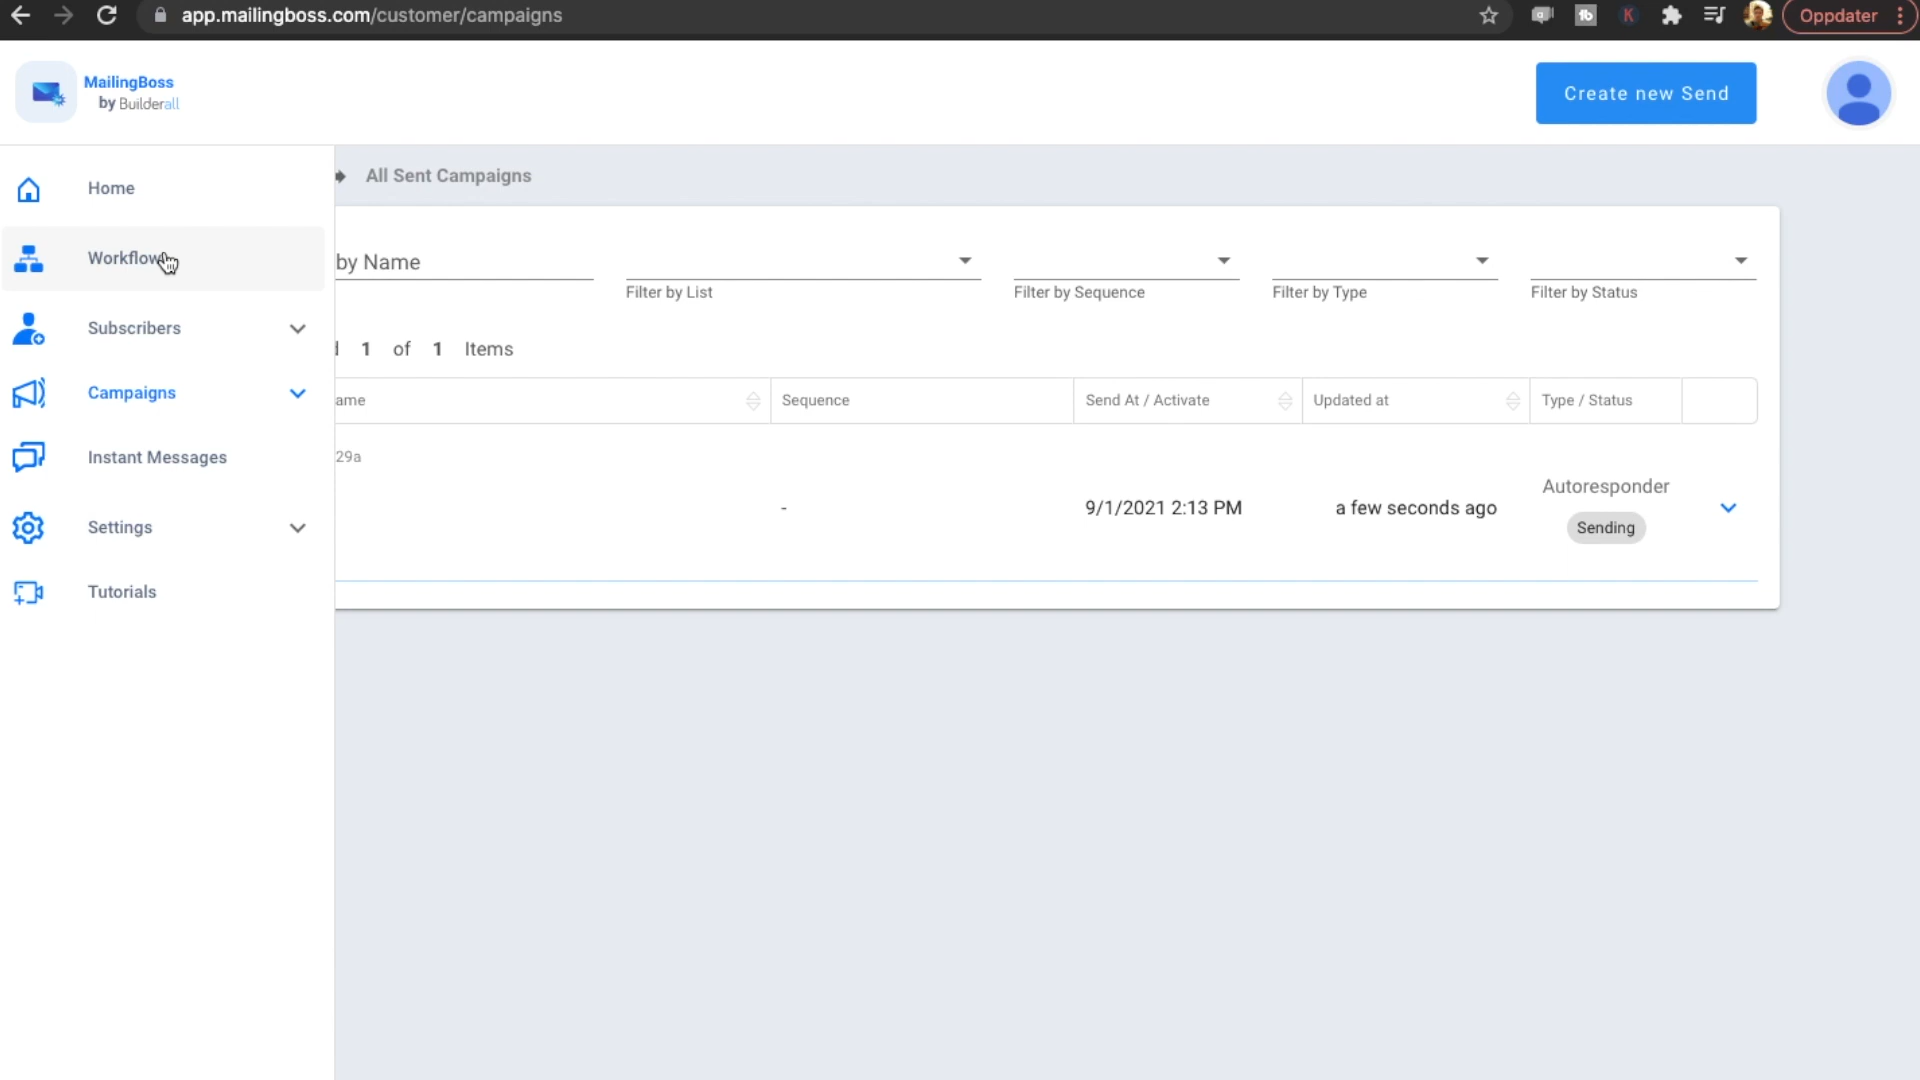 app.mailingboss.com/customer/campaigns
Oppdater
MailingBoss
by Builderall
Create new Send
Home
Workflow
Subscribers
Campaigns
Instant Messages
Settings
Tutorials
All Sent Campaigns
by Name
Filter by List
Filter by Sequence
Filter by Type
Filter by Status
1 of 1 Items
ame
Sequence
Send At / Activate
Updated at
Type / Status
29a
-
9/1/2021 2:13 PM
a few seconds ago
Autoresponder
Sending